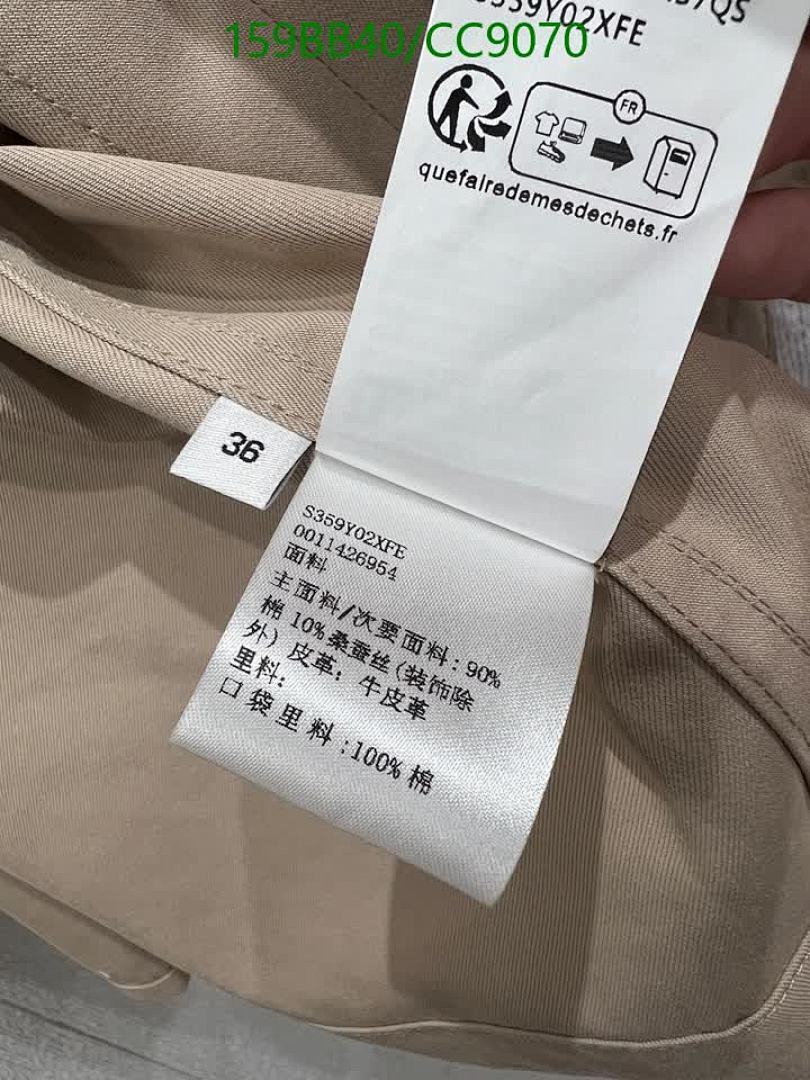 159BB40/CC9070
S359Y02XFE
FR
quefairedemesdechets.fr
36
S359Y02XFE
0011426954
面料
主面料/次要面料: 90%
棉 10%桑蚕丝(装饰除
外) 皮革: 牛皮革
里料:
口袋里料:100%棉